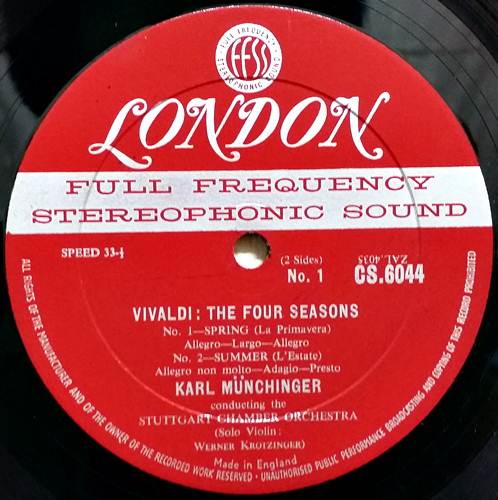 FULL FREQUENCY
STEREOPHONIC SOUND
FFSS
LONDON
FULL FREQUENCY
STEREOPHONIC SOUND
SPEED 33-⅓
(2 Sides)
No. 1
ZAL.4035
CS.6044
VIVALDI: THE FOUR SEASONS
No. 1—SPRING (La Primavera)
Allegro—Largo—Allegro
No. 2—SUMMER (L'Estate)
Allegro non molto—Adagio—Presto
KARL MÜNCHINGER
conducting the
STUTTGART CHAMBER ORCHESTRA
(Solo Violin:
WERNER KROTZINGER)
Made in England
ALL RIGHTS OF THE MANUFACTURER AND OF THE OWNER OF THE RECORDED WORK RESERVED - UNAUTHORISED PUBLIC PERFORMANCE BROADCASTING AND COPYING OF THIS RECORD PROHIBITED